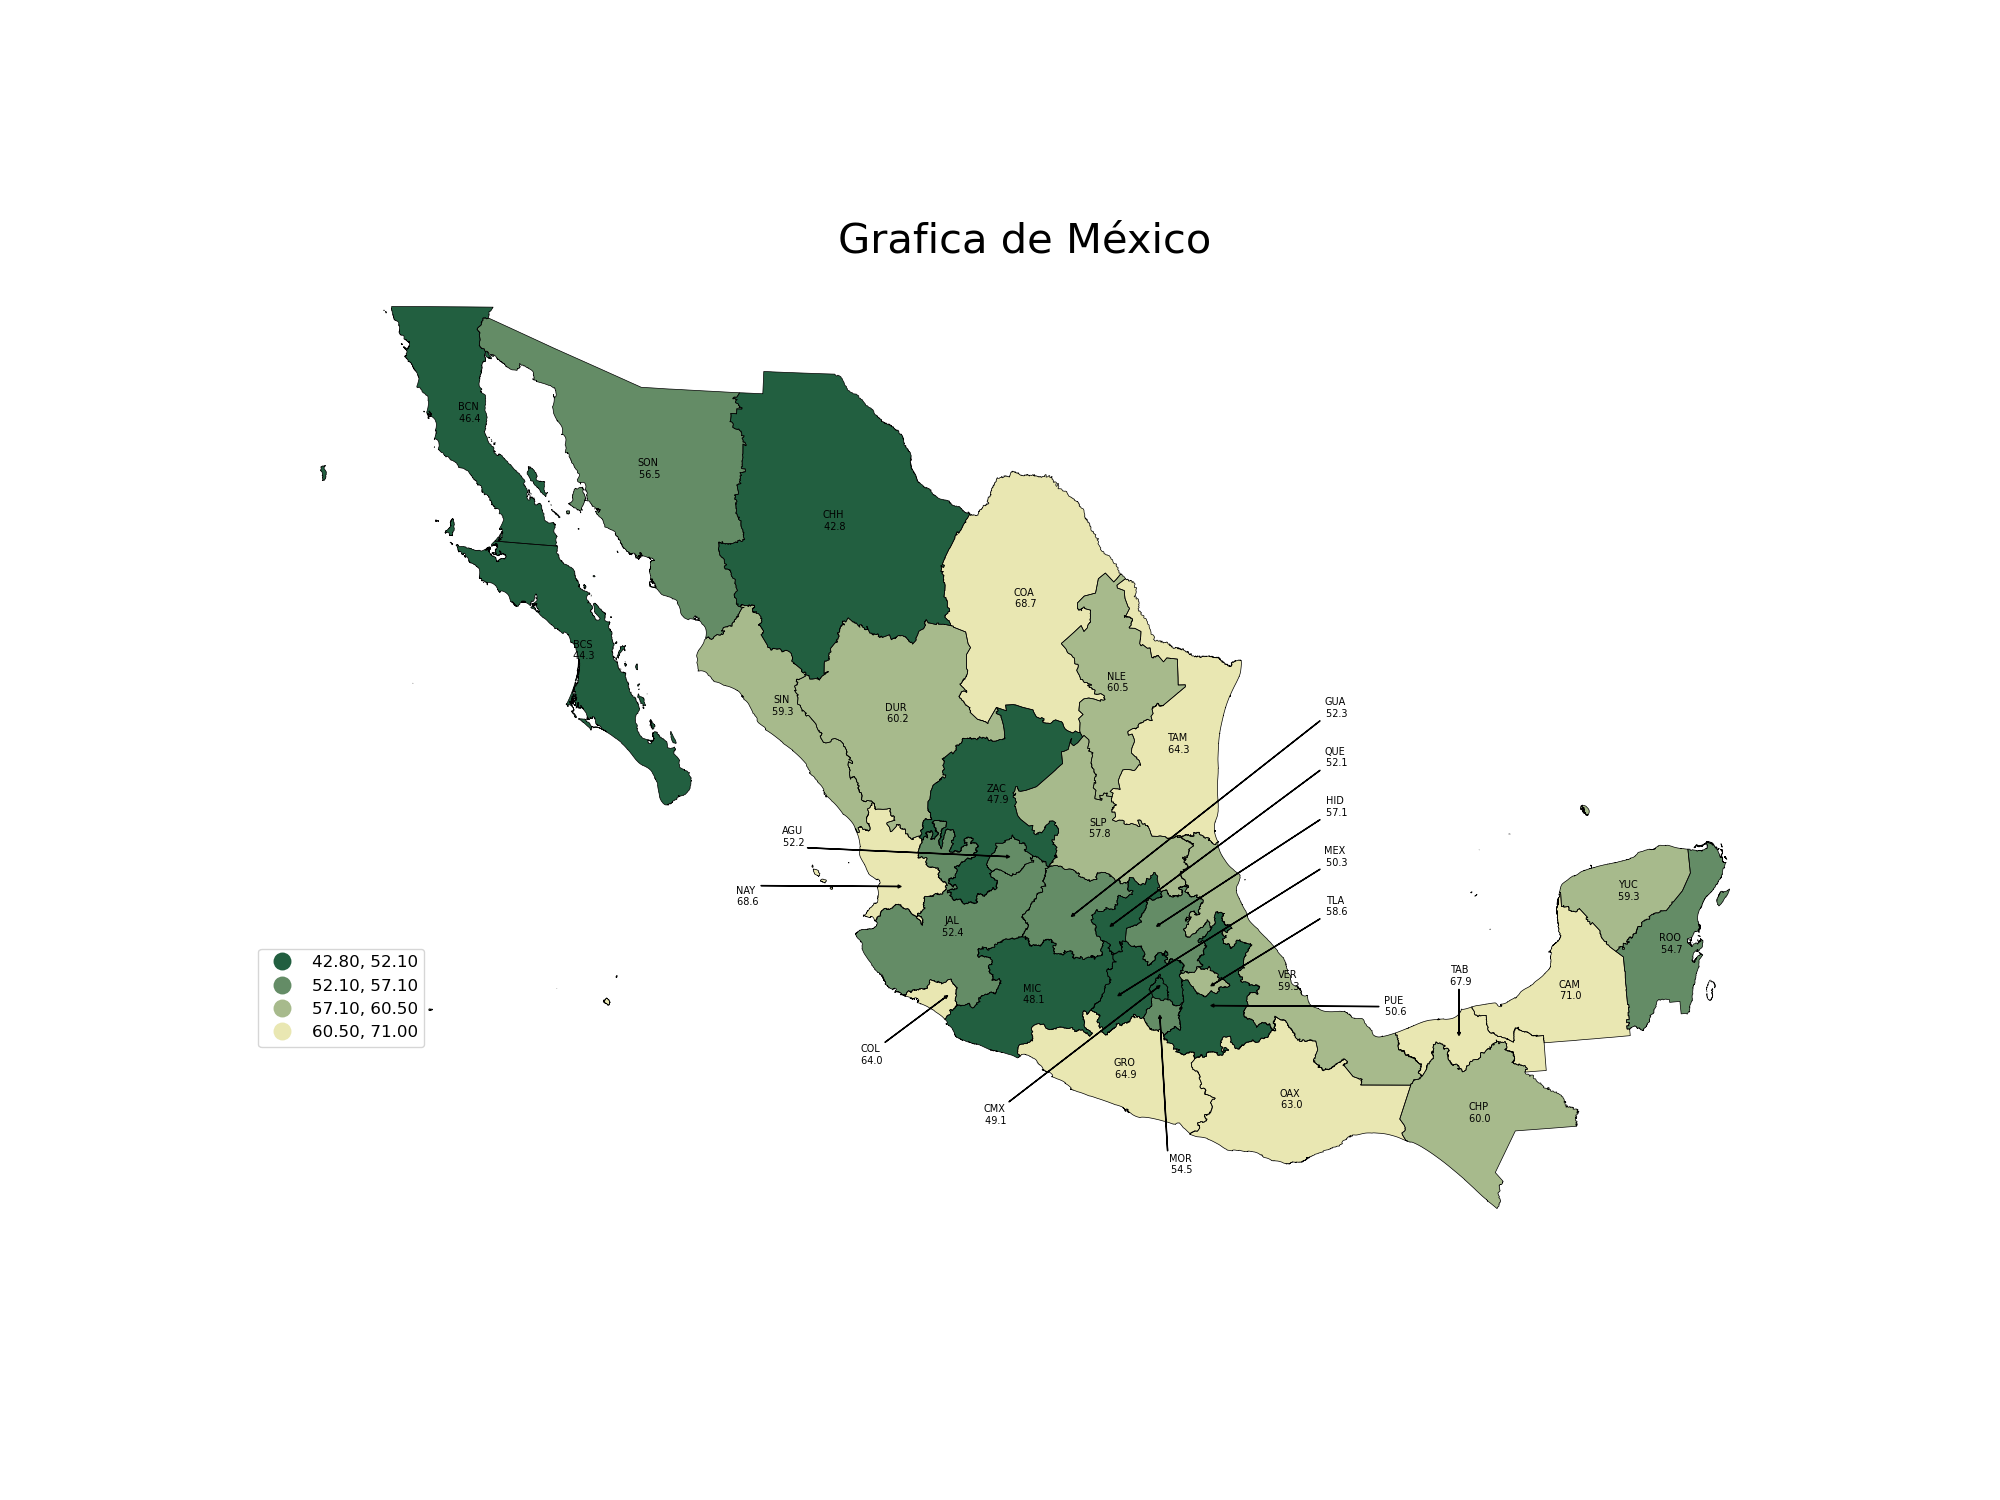 Grafica de México
BCN
46.4
SON
56.5
CHH
42.8
COA
68.7
BCS
44.3
NLE
60.5
SIN
59.3
DUR
60.2
GUA
52.3
TAM
64.3
QUE
52.1
ZAC
47.9
HID
57.1
SLP
57.8
AGU
52.2
MEX
50.3
NAY
68.6
YUC
59.3
TLA
58.6
JAL
52.4
ROO
54.7
42.80, 52.10
52.10, 57.10
57.10, 60.50
60.50, 71.00
VER
59.3
TAB
67.9
CAM
71.0
MIC
48.1
PUE
50.6
COL
64.0
GRO
64.9
OAX
63.0
CHP
60.0
CMX
49.1
MOR
54.5